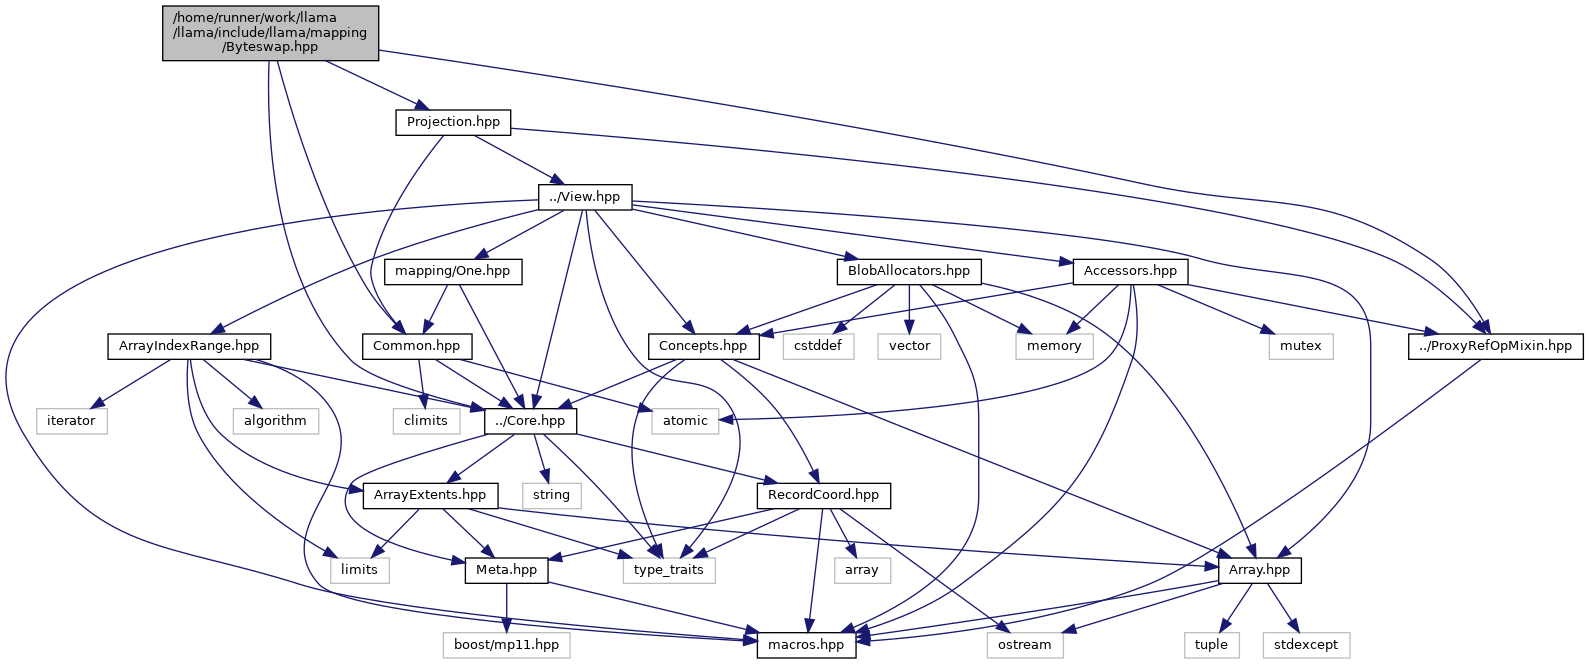 /home/runner/work/llama
/llama/include/llama/mapping
/Byteswap.hpp
Projection.hpp
../View.hpp
mapping/One.hpp
BlobAllocators.hpp
Accessors.hpp
ArrayIndexRange.hpp
Common.hpp
Concepts.hpp
cstddef
vector
memory
mutex
../ProxyRefOpMixin.hpp
iterator
algorithm
climits
../Core.hpp
atomic
ArrayExtents.hpp
string
RecordCoord.hpp
limits
Meta.hpp
type_traits
array
Array.hpp
boost/mp11.hpp
macros.hpp
ostream
tuple
stdexcept